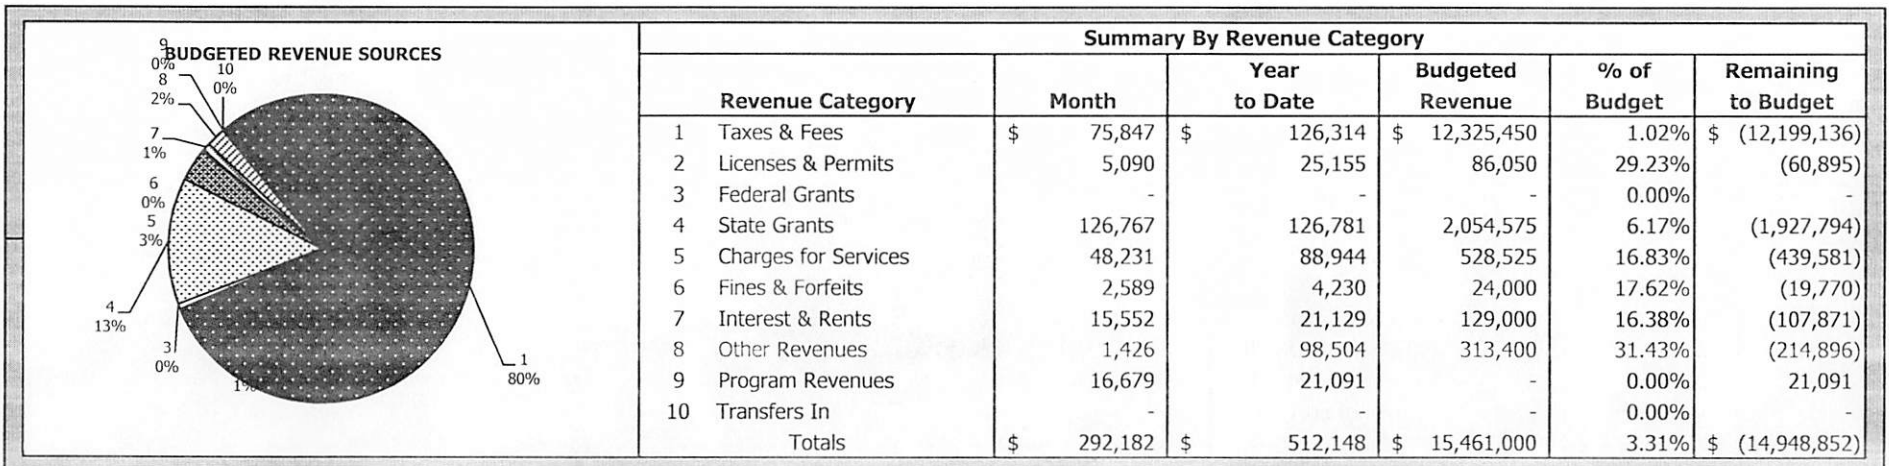 BUDGETED REVENUE SOURCES
9
0%
8
2%
10
0%
7
1%
6
0%
5
3%
4
13%
3
0%
1%
1
80%
Summary By Revenue Category
Year Budgeted % of Remaining
Revenue Category Month to Date Revenue Budget to Budget
1 Taxes & Fees $ 75,847 $ 126,314 $ 12,325,450 1.02% $ (12,199,136)
2 Licenses & Permits 5,090 25,155 86,050 29.23% (60,895)
3 Federal Grants - - - 0.00% -
4 State Grants 126,767 126,781 2,054,575 6.17% (1,927,794)
5 Charges for Services 48,231 88,944 528,525 16.83% (439,581)
6 Fines & Forfeits 2,589 4,230 24,000 17.62% (19,770)
7 Interest & Rents 15,552 21,129 129,000 16.38% (107,871)
8 Other Revenues 1,426 98,504 313,400 31.43% (214,896)
9 Program Revenues 16,679 21,091 - 0.00% 21,091
10 Transfers In - - - 0.00% -
Totals $ 292,182 $ 512,148 $ 15,461,000 3.31% $ (14,948,852)